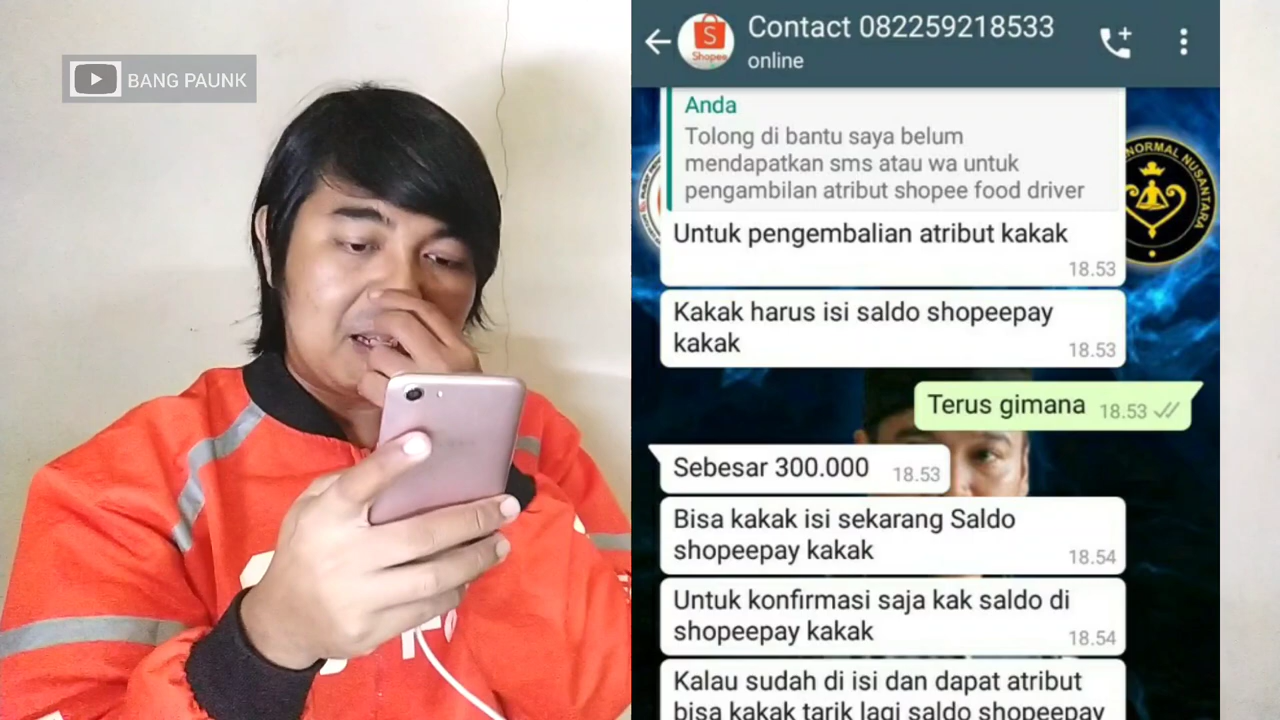 BANG PAUNK
S
Shopee
Contact 082259218533
online
Anda
Tolong di bantu saya belum
mendapatkan sms atau wa untuk
pengambilan atribut shopee food driver
Untuk pengembalian atribut kakak
18.53
Kakak harus isi saldo shopeepay
kakak
18.53
Terus gimana 18.53
Sebesar 300.000 18.53
Bisa kakak isi sekarang Saldo
shopeepay kakak
18.54
Untuk konfirmasi saja kak saldo di
shopeepay kakak
18.54
Kalau sudah di isi dan dapat atribut
bisa kakak tarik lagi saldo shopeepay
NORMAL NUSANTARA